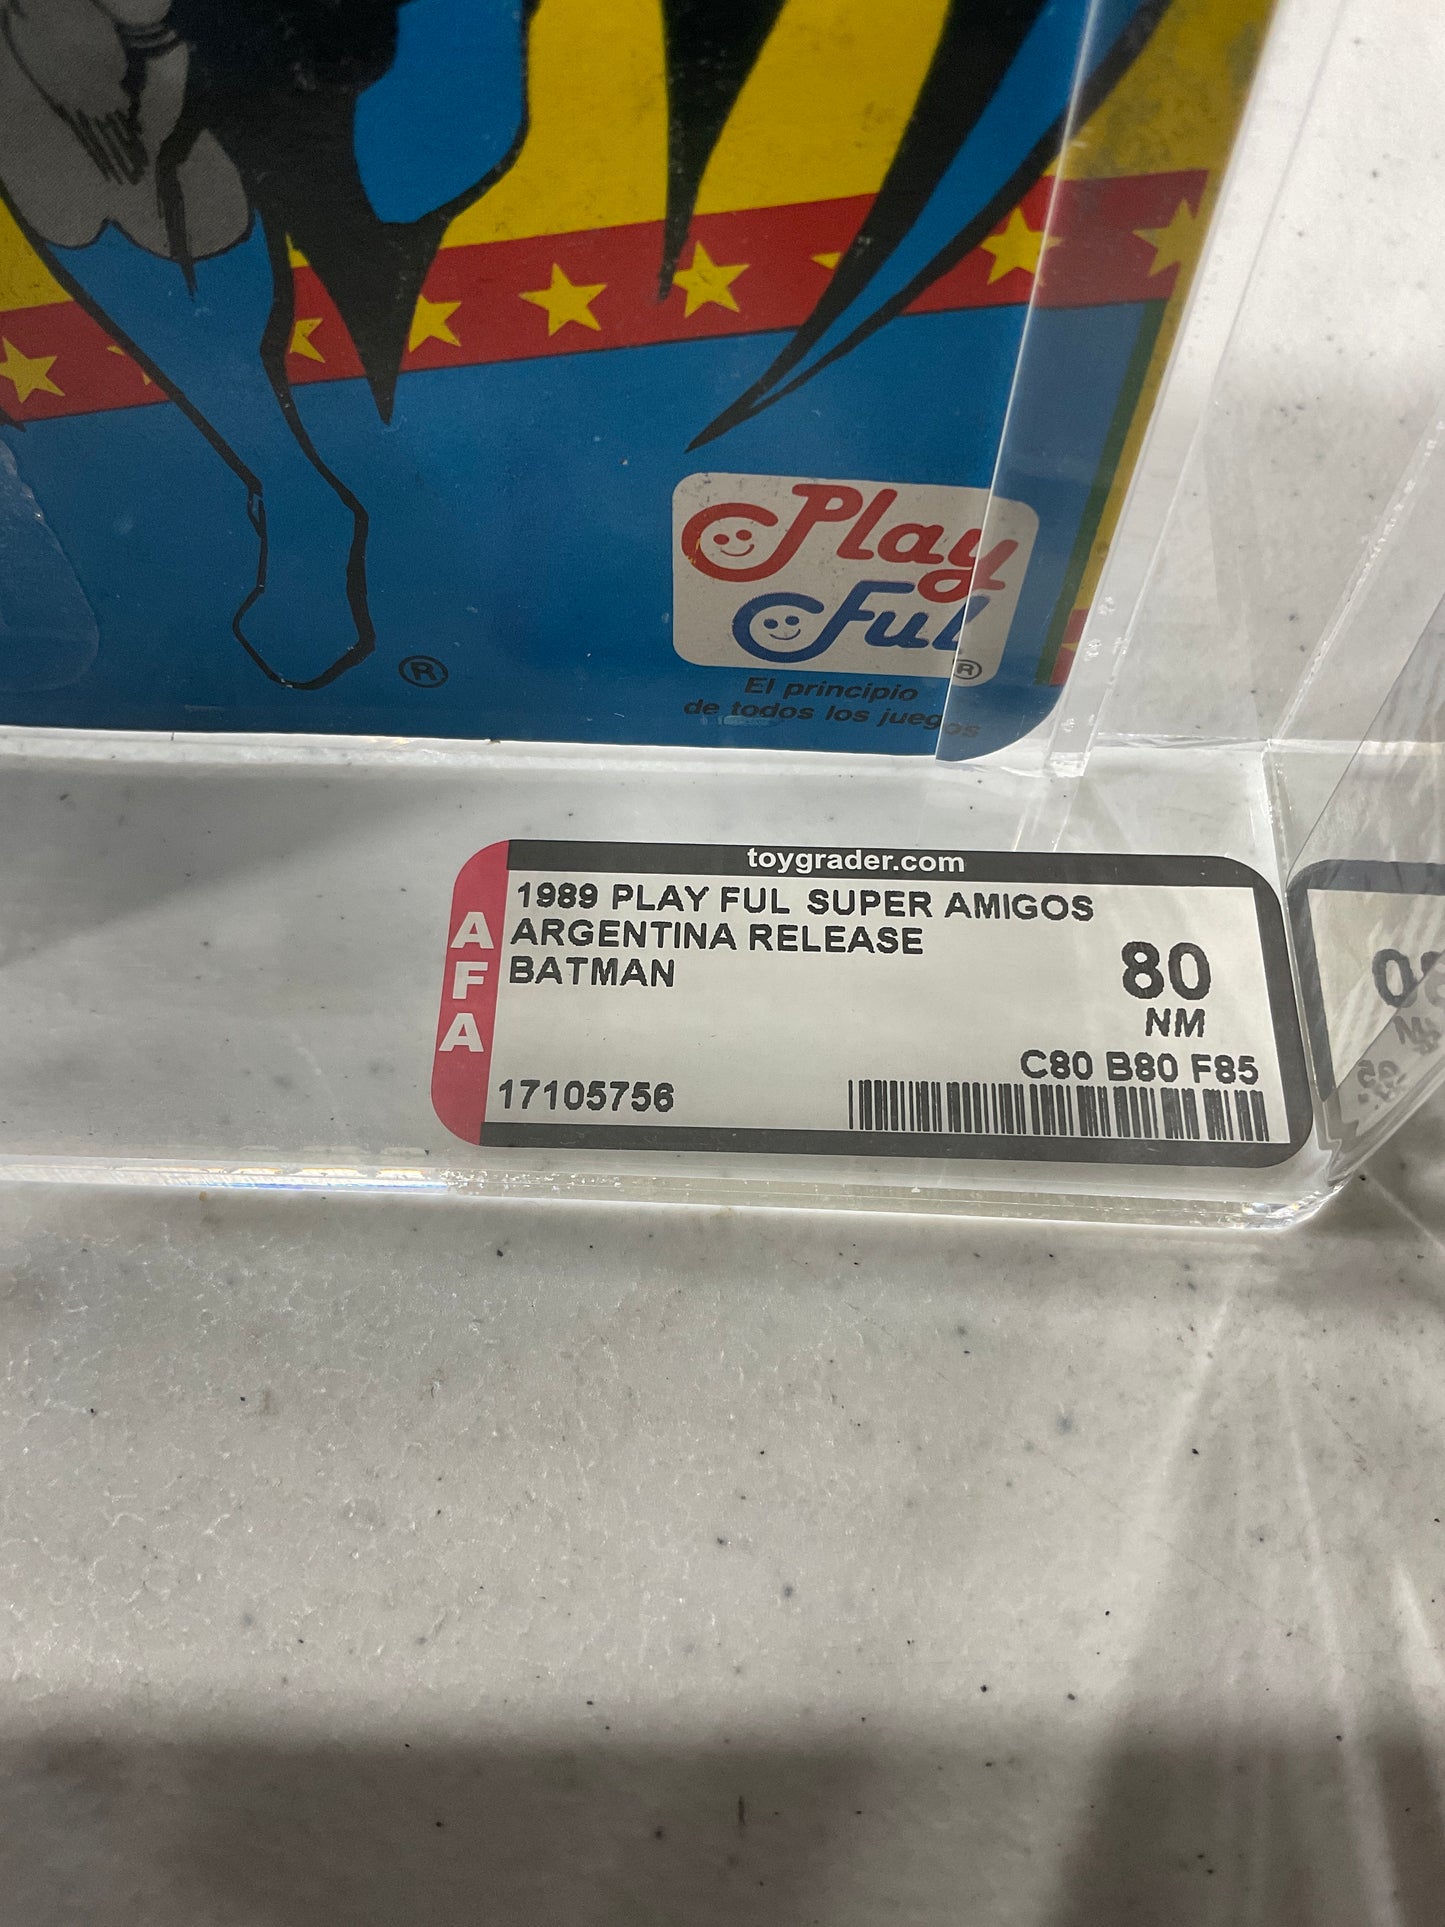 Play
Ful
®
®
El principio
de todos los juegos
toygrader.com
AFA
1989 PLAY FUL SUPER AMIGOS
ARGENTINA RELEASE
BATMAN
80
NM
C80 B80 F85
17105756
80